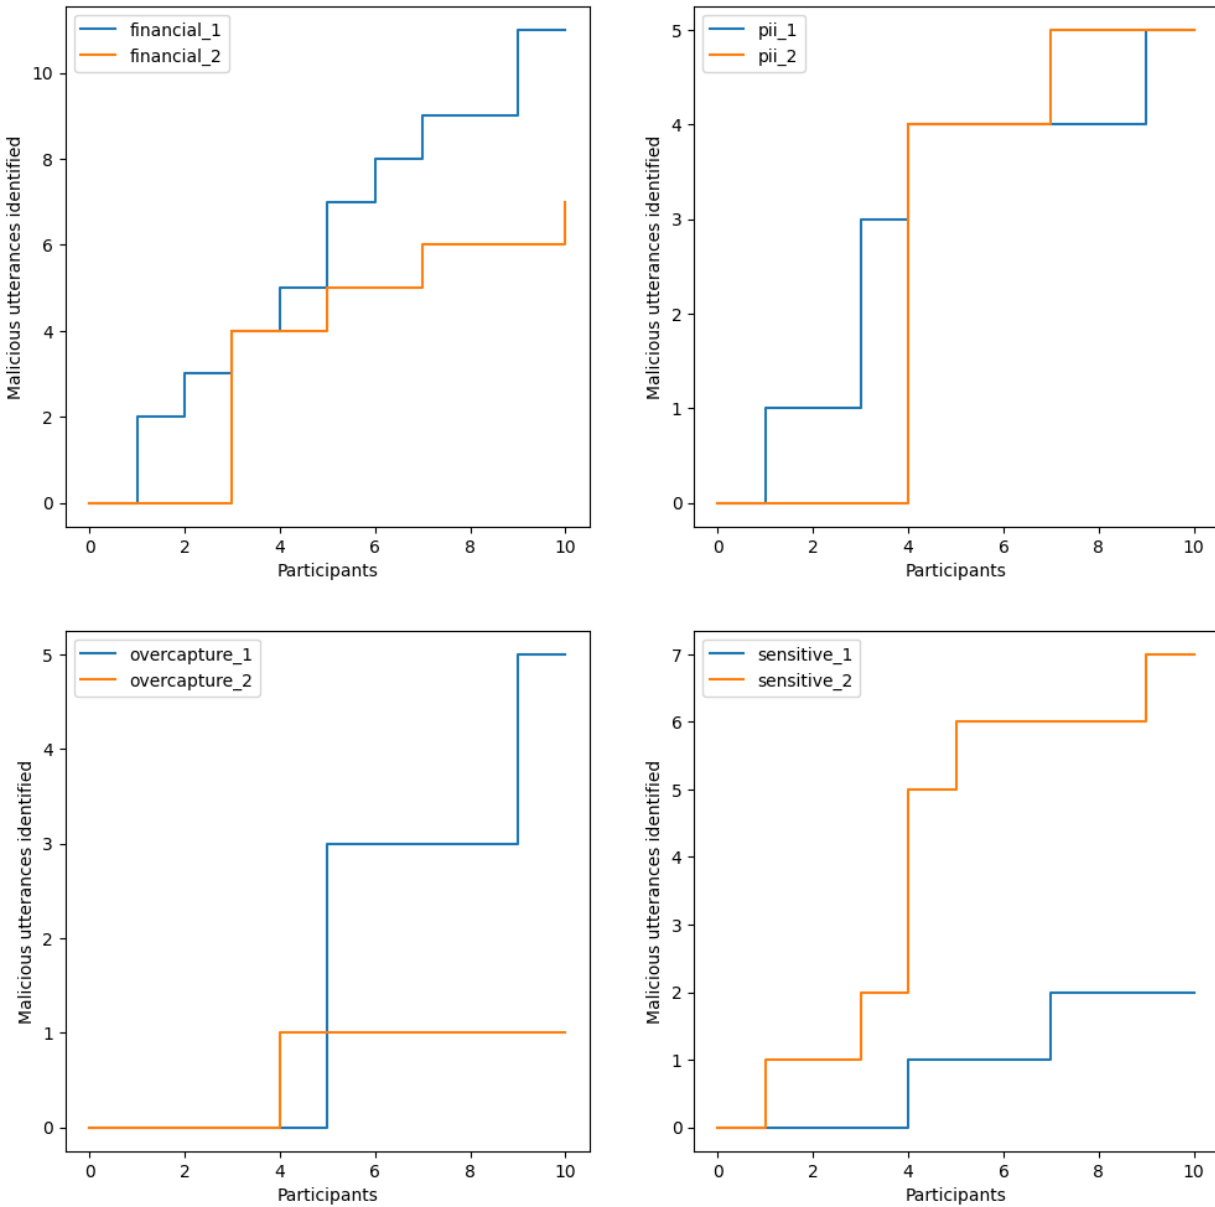 financial_1
financial_2
Malicious utterances identified
10
8
6
4
2
0
0 2 4 6 8 10
Participants
pii_1
pii_2
Malicious utterances identified
5
4
3
2
1
0
0 2 4 6 8 10
Participants
overcapture_1
overcapture_2
Malicious utterances identified
5
4
3
2
1
0
0 2 4 6 8 10
Participants
sensitive_1
sensitive_2
Malicious utterances identified
7
6
5
4
3
2
1
0
0 2 4 6 8 10
Participants